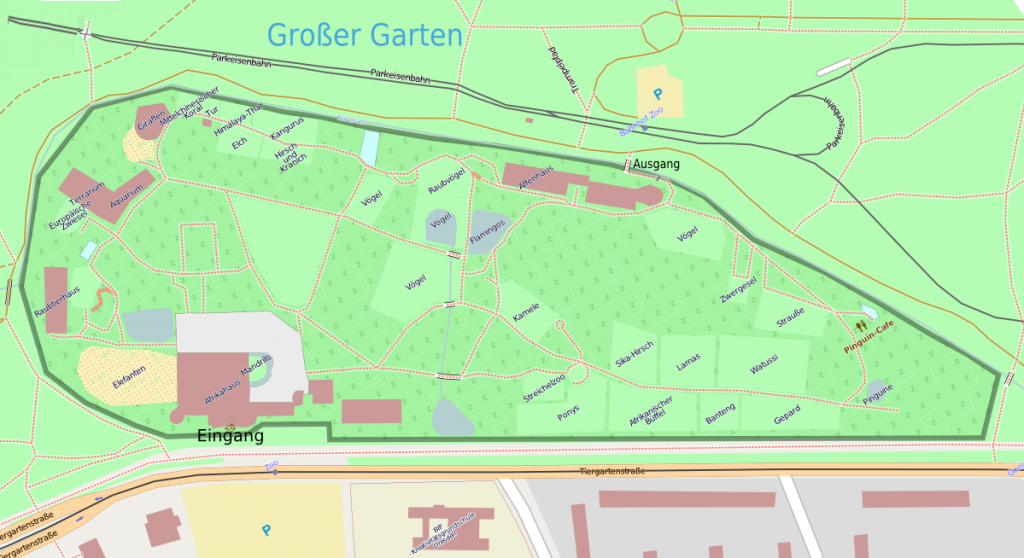 Großer Garten
Parkeisenbahn
Parkeisenbahn
Trampelpfad
P
Bahnhof Zoo
Parkeisenbahn
Ausgang
Giraffen
Mittelchinesischer
Koral
Tur
Himalaya-Thar
Kangurus
Elch
Hirsch
und
Kranich
Terrarium
Aquarium
Europäische
Zwiesel
Vögel
Raubvögel
Affenhaus
Vögel
Flamingos
Vögel
Vögel
Zwergesel
Raubtierhaus
Kamele
Strauße
Pinguin-Cafe
Elefanten
Afrikahaus
Mandrills
Sika-Hirsch
Lamas
Watussi
Streichelzoo
Ponys
Afrikanischer
Büffel
Banteng
Gepard
Pinguine
Eingang
Zoo
Tiergartenstraße
Tiergartenstraße
P
BIP
-Kreativitätsgrundschule
Dresden-